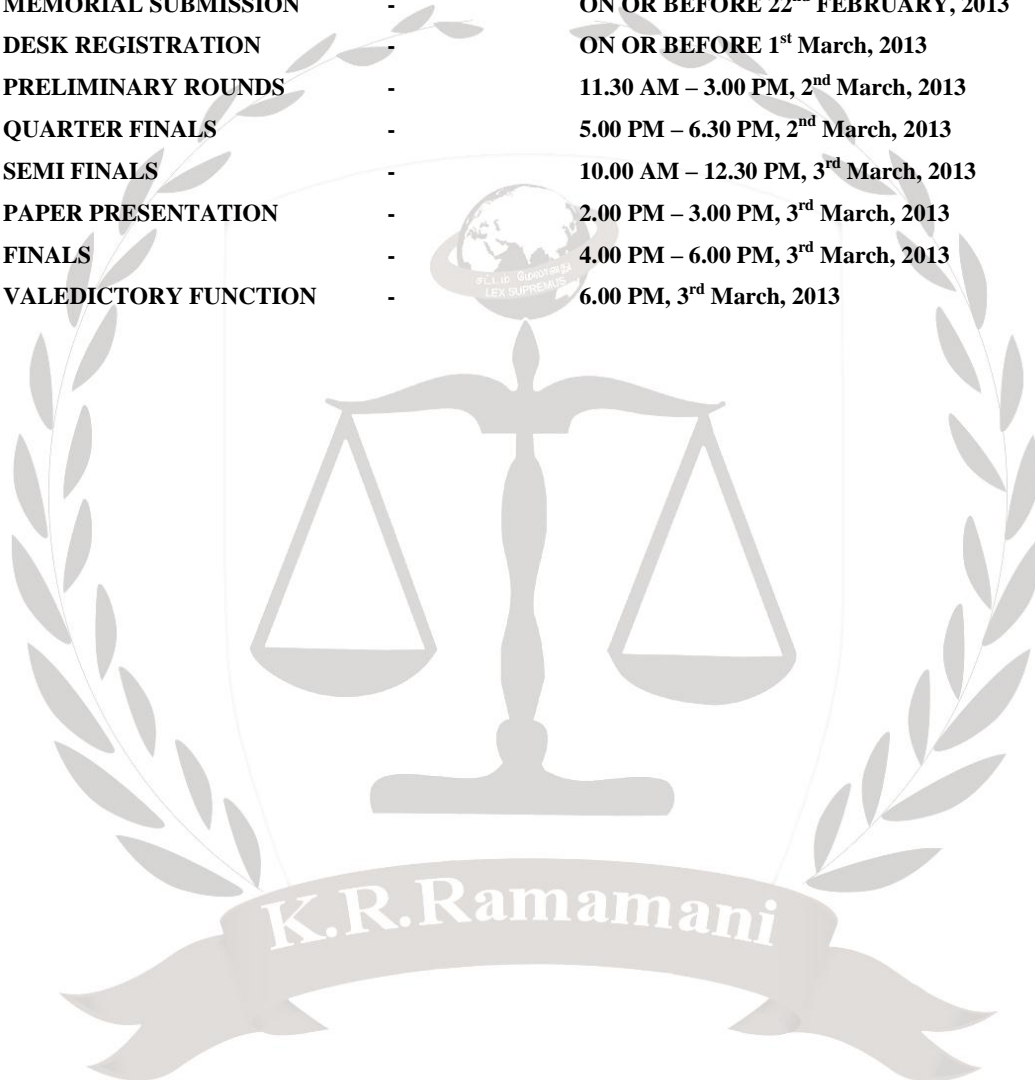 MEMORIAL SUBMISSION - ON OR BEFORE 22nd FEBRUARY, 2013
DESK REGISTRATION - ON OR BEFORE 1st March, 2013
PRELIMINARY ROUNDS - 11.30 AM – 3.00 PM, 2nd March, 2013
QUARTER FINALS - 5.00 PM – 6.30 PM, 2nd March, 2013
SEMI FINALS - 10.00 AM – 12.30 PM, 3rd March, 2013
PAPER PRESENTATION - 2.00 PM – 3.00 PM, 3rd March, 2013
FINALS - 4.00 PM – 6.00 PM, 3rd March, 2013
VALEDICTORY FUNCTION - 6.00 PM, 3rd March, 2013
LEX SUPREMUS
K.R.Ramamani